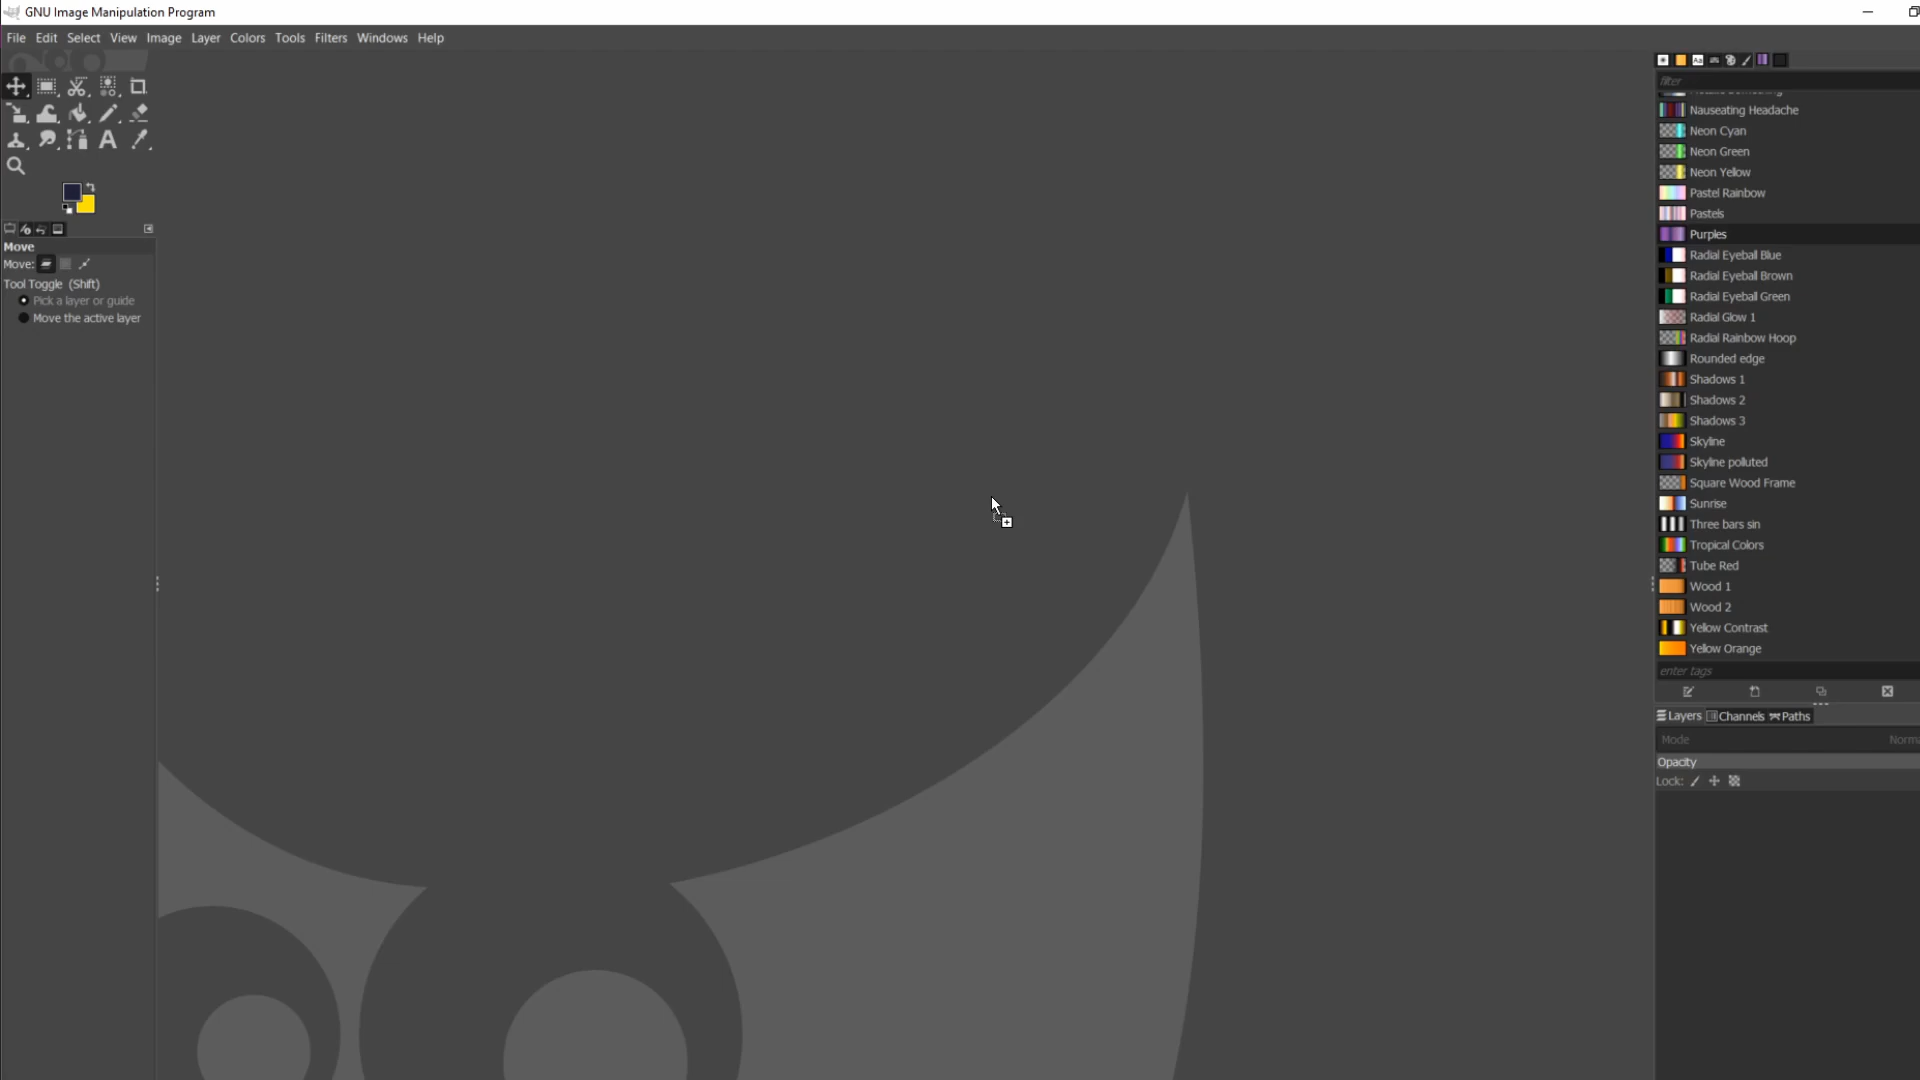 GNU Image Manipulation Program
File Edit Select View Image Layer Colors Tools Filters Windows Help
Move
Move:
Tool Toggle (Shift)
Pick a layer or guide
Move the active layer
filter
Nauseating Headache
Neon Cyan
Neon Green
Neon Yellow
Pastel Rainbow
Pastels
Purples
Radial Eyeball Blue
Radial Eyeball Brown
Radial Eyeball Green
Radial Glow 1
Radial Rainbow Hoop
Rounded edge
Shadows 1
Shadows 2
Shadows 3
Skyline
Skyline polluted
Square Wood Frame
Sunrise
Three bars sin
Tropical Colors
Tube Red
Wood 1
Wood 2
Yellow Contrast
Yellow Orange
enter tags
Layers Channels Paths
Mode Norma
Opacity
Lock: